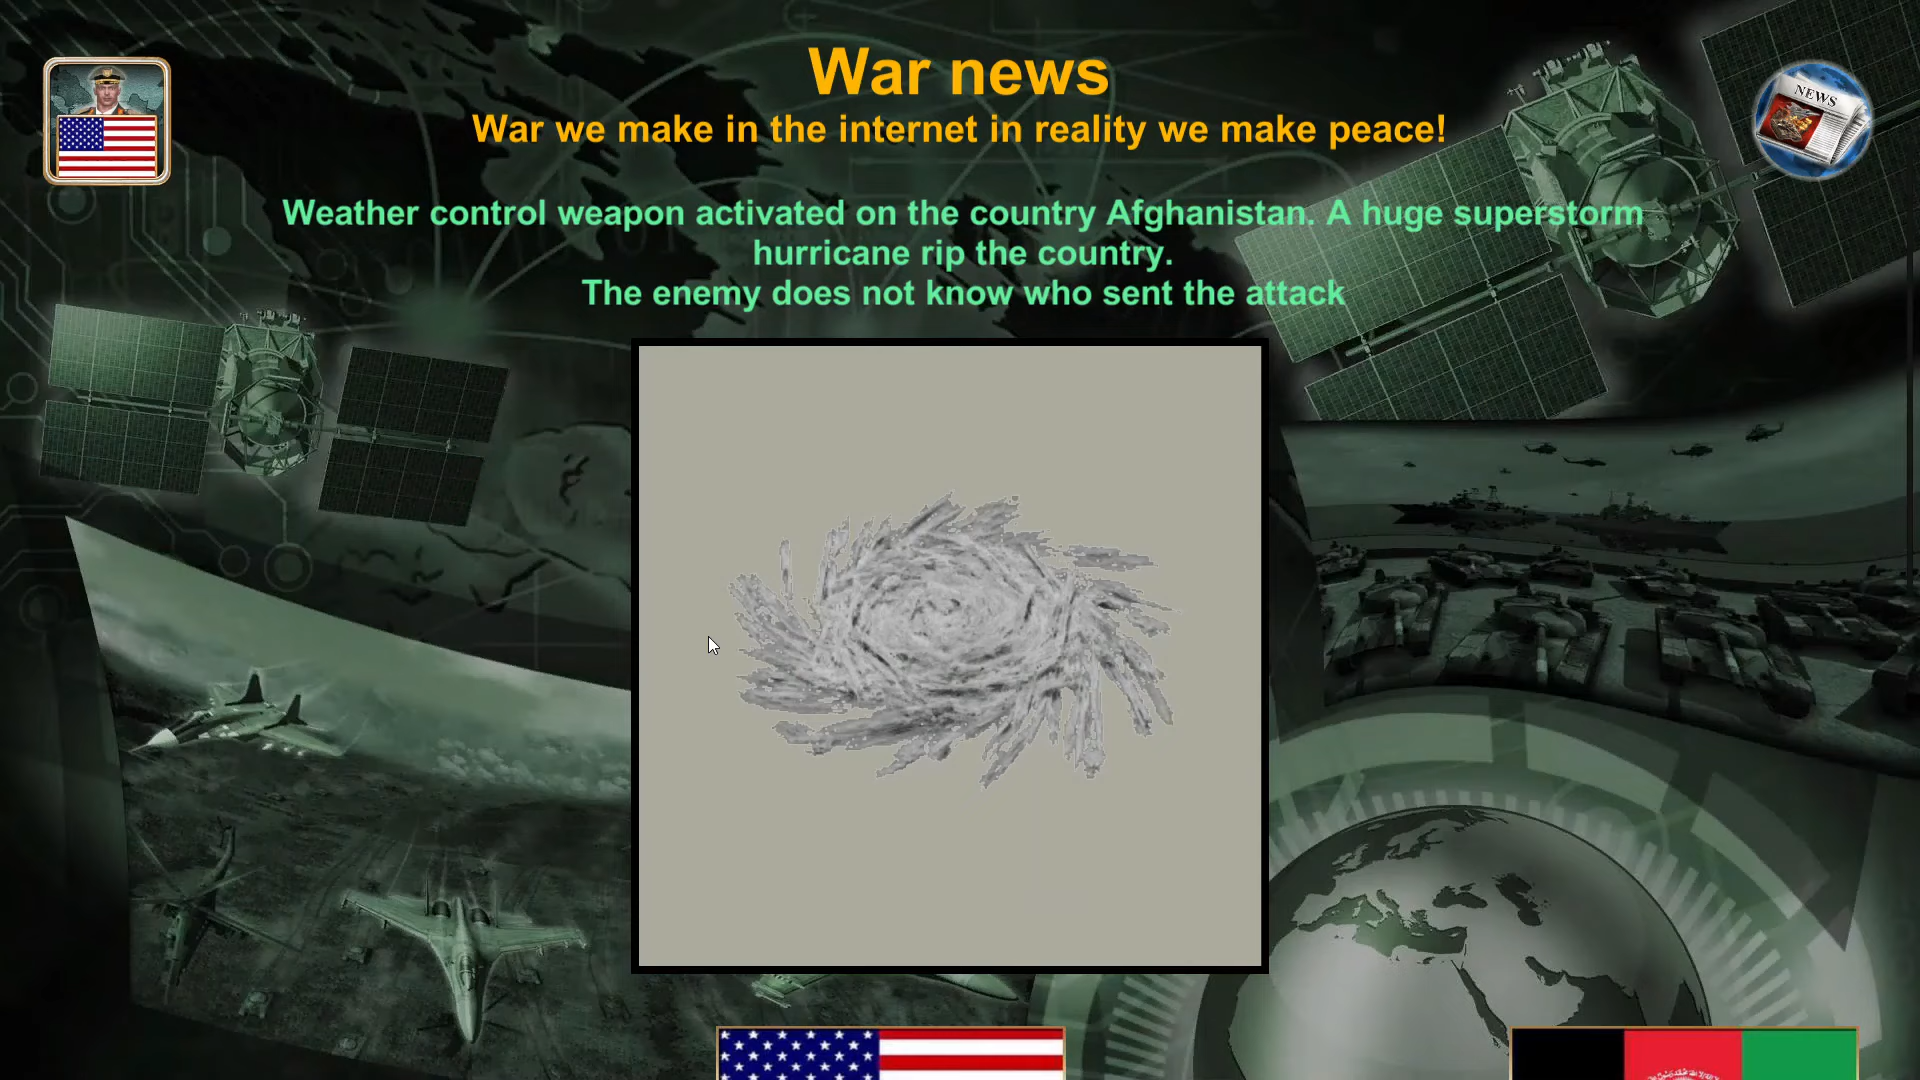 War news
War we make in the internet in reality we make peace!
NEWS
Weather control weapon activated on the country Afghanistan. A huge superstorm
hurricane rip the country.
The enemy does not know who sent the attack